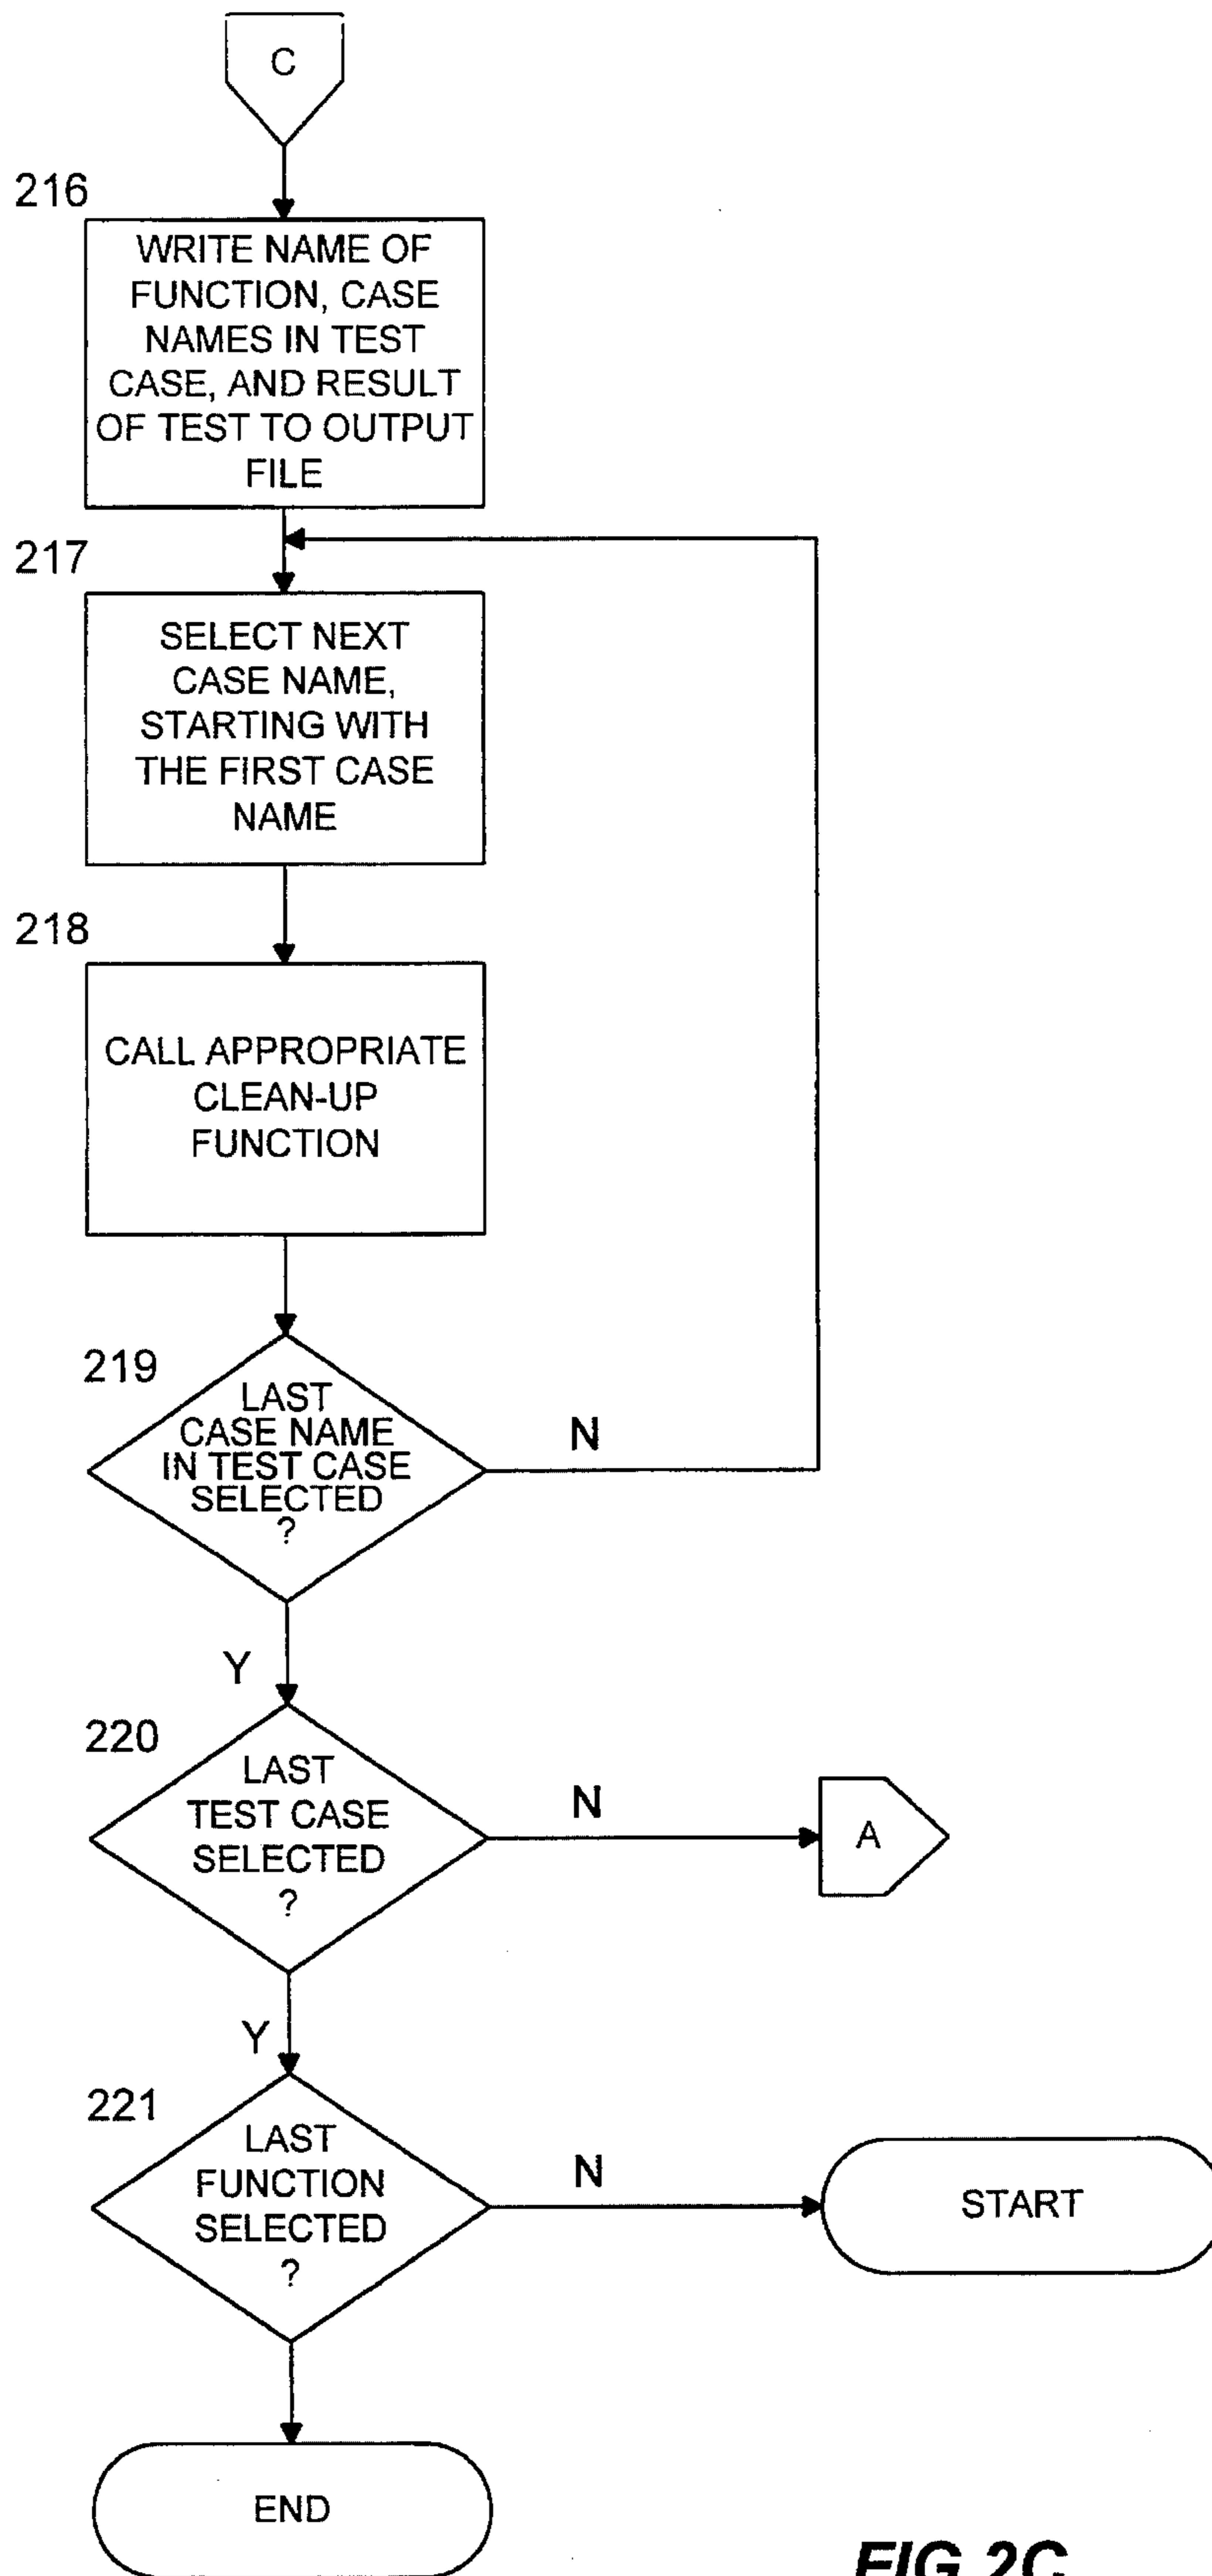 C
216
WRITE NAME OF
FUNCTION, CASE
NAMES IN TEST
CASE, AND RESULT
OF TEST TO OUTPUT
FILE
217
SELECT NEXT
CASE NAME,
STARTING WITH
THE FIRST CASE
NAME
218
CALL APPROPRIATE
CLEAN-UP
FUNCTION
219
LAST
CASE NAME
IN TEST CASE
SELECTED
?
N
Y
220
LAST
TEST CASE
SELECTED
?
N
A
Y
221
LAST
FUNCTION
SELECTED
?
N
START
END
FIG.2C